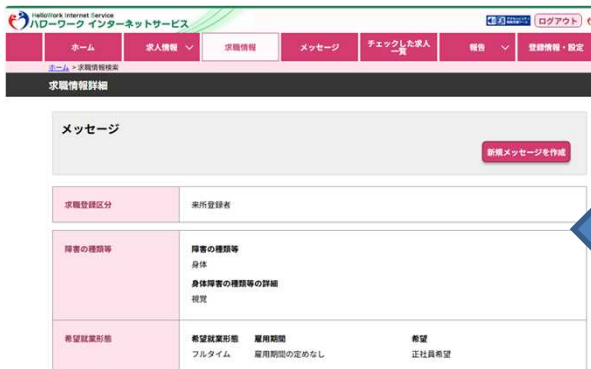 HelloWork Internet Service
ハローワーク インターネットサービス
ログアウト
ホーム 求人情報 求職情報 メッセージ チェックした求人一覧 報告 登録情報・設定
ホーム > 求職情報検索
求職情報詳細
メッセージ
新規メッセージを作成
求職登録区分 来所登録者
障害の種類等 障害の種類等
身体
身体障害の種類等の詳細
視覚
希望就業形態 希望就業形態 雇用期間 希望
フルタイム 雇用期間の定めなし 正社員希望